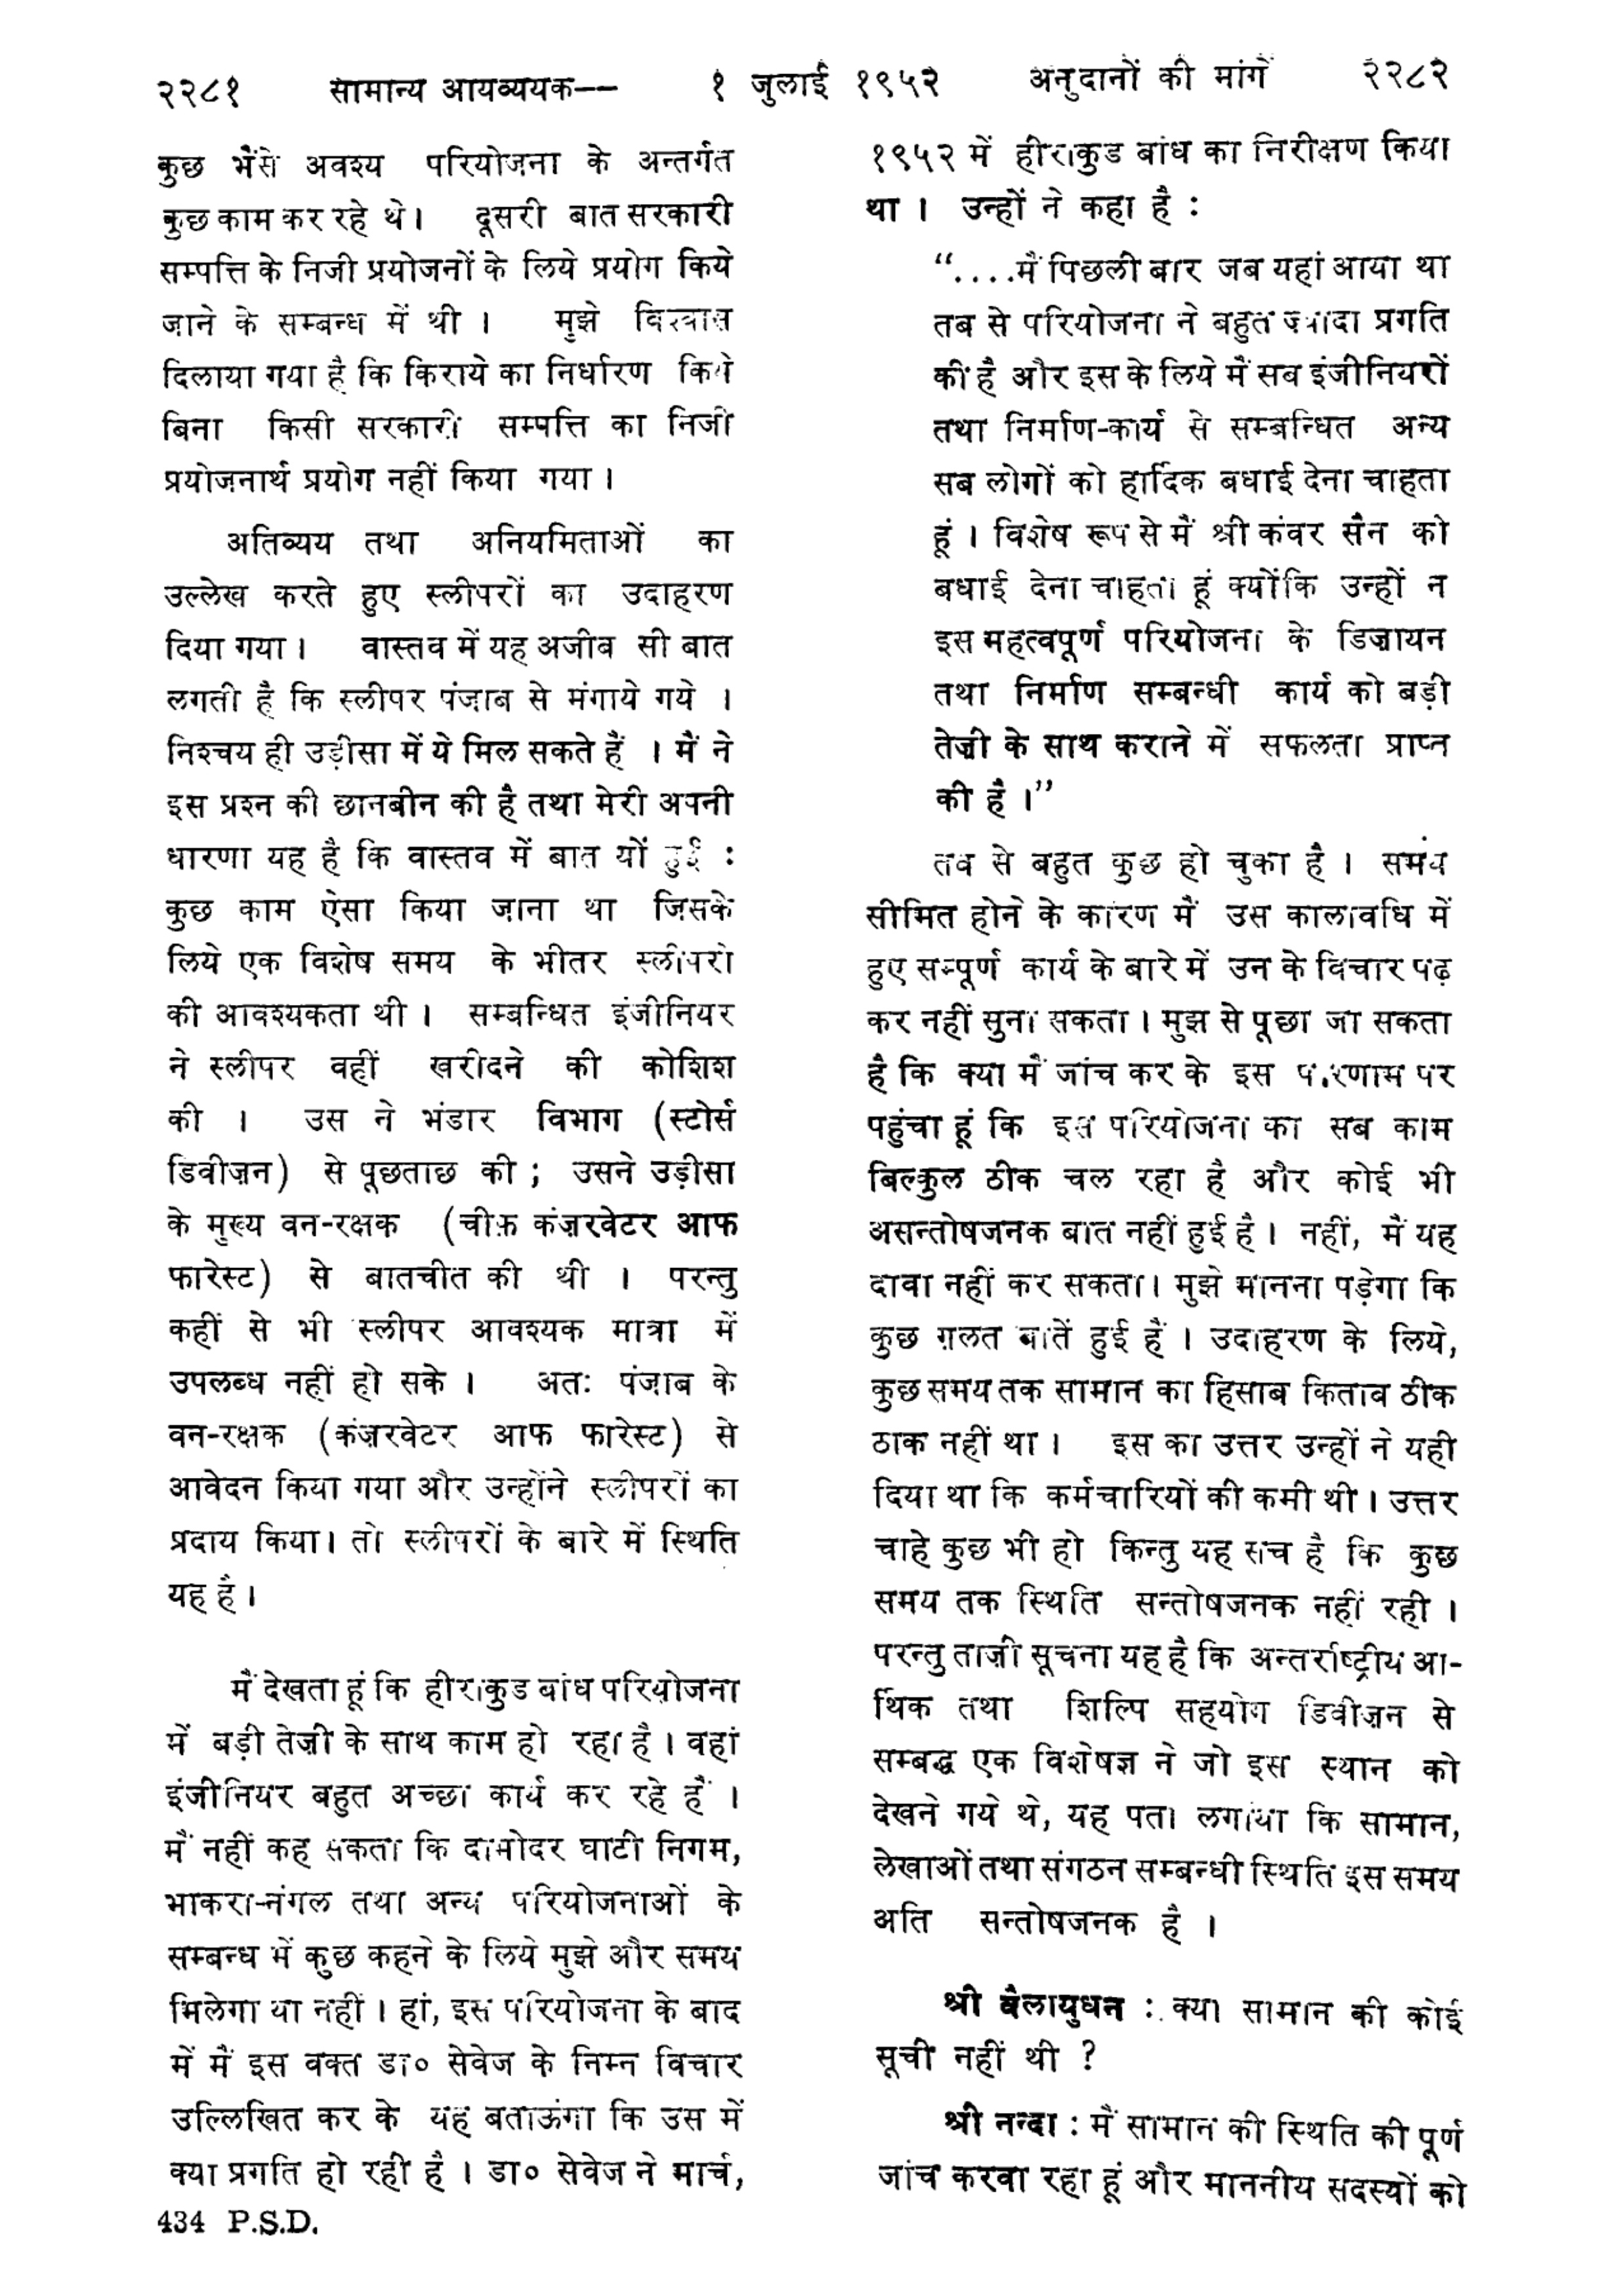 २२८१ सामान्य आयव्ययक-- १ जुलाई १९५२ अनुदानों की मांगें २२८२
कुछ भैंसे अवश्य परियोजना के अन्तर्गत
कुछ काम कर रहे थे। दूसरी बात सरकारी
सम्पत्ति के निजी प्रयोजनों के लिये प्रयोग किये
जाने के सम्बन्ध में थी । मुझे विश्वास
दिलाया गया है कि किराये का निर्धारण किये
बिना किसी सरकारी सम्पत्ति का निजी
प्रयोजनार्थ प्रयोग नहीं किया गया ।
अतिव्यय तथा अनियमिताओं का
उल्लेख करते हुए स्लीपरों का उदाहरण
दिया गया । वास्तव में यह अजीब सी बात
लगती है कि स्लीपर पंजाब से मंगाये गये ।
निश्चय ही उड़ीसा में ये मिल सकते हैं । मैं ने
इस प्रश्न की छानबीन की है तथा मेरी अपनी
धारणा यह है कि वास्तव में बात यों हुई :
कुछ काम ऐसा किया जाना था जिसके
लिये एक विशेष समय के भीतर स्लीपरों
की आवश्यकता थी । सम्बन्धित इंजीनियर
ने स्लीपर वहीं खरीदने की कोशिश
की । उस ने भंडार विभाग (स्टोर्स
डिवीज़न) से पूछताछ की ; उसने उड़ीसा
के मुख्य वन-रक्षक (चीफ़ कंज़रवेटर आफ
फारेस्ट) से बातचीत की थी । परन्तु
कहीं से भी स्लीपर आवश्यक मात्रा में
उपलब्ध नहीं हो सके । अतः पंजाब के
वन-रक्षक (कंज़रवेटर आफ फारेस्ट) से
आवेदन किया गया और उन्होंने स्लीपरों का
प्रदाय किया। तो स्लीपरों के बारे में स्थिति
यह है ।
मैं देखता हूं कि हीराकुड बांध परियोजना
में बड़ी तेज़ी के साथ काम हो रहा है । वहां
इंजीनियर बहुत अच्छा कार्य कर रहे हैं ।
मैं नहीं कह सकता कि दामोदर घाटी निगम,
भाकरा-नंगल तथा अन्य परियोजनाओं के
सम्बन्ध में कुछ कहने के लिये मुझे और समय
मिलेगा या नहीं । हां, इस परियोजना के बाद
में मैं इस वक्त डा० सेवेज के निम्न विचार
उल्लिखित कर के यह बताऊंगा कि उस में
क्या प्रगति हो रही है । डा० सेवेज ने मार्च,
434 P.S.D.
१९५२ में हीराकुड बांध का निरीक्षण किया
था । उन्हों ने कहा है :
“....मैं पिछली बार जब यहां आया था
तब से परियोजना ने बहुत ज्यादा प्रगति
की है और इस के लिये मैं सब इंजीनियरों
तथा निर्माण-कार्य से सम्बन्धित अन्य
सब लोगों को हार्दिक बधाई देना चाहता
हूं । विशेष रूप से मैं श्री कंवर सैन को
बधाई देना चाहता हूं क्योंकि उन्हों न
इस महत्वपूर्ण परियोजना के डिज़ायन
तथा निर्माण सम्बन्धी कार्य को बड़ी
तेज़ी के साथ कराने में सफलता प्राप्त
की है ।”
तब से बहुत कुछ हो चुका है । समय
सीमित होने के कारण मैं उस कालावधि में
हुए सम्पूर्ण कार्य के बारे में उन के विचार पढ़
कर नहीं सुना सकता । मुझ से पूछा जा सकता
है कि क्या मैं जांच कर के इस परिणाम पर
पहुंचा हूं कि इस परियोजना का सब काम
बिल्कुल ठीक चल रहा है और कोई भी
असन्तोषजनक बात नहीं हुई है । नहीं, मैं यह
दावा नहीं कर सकता। मुझे मानना पड़ेगा कि
कुछ ग़लत बातें हुई हैं । उदाहरण के लिये,
कुछ समय तक सामान का हिसाब किताब ठीक
ठाक नहीं था । इस का उत्तर उन्हों ने यही
दिया था कि कर्मचारियों की कमी थी । उत्तर
चाहे कुछ भी हो किन्तु यह सच है कि कुछ
समय तक स्थिति सन्तोषजनक नहीं रही ।
परन्तु ताज़ी सूचना यह है कि अन्तर्राष्ट्रीय आ-
र्थिक तथा शिल्पि सहयोग डिवीज़न से
सम्बद्ध एक विशेषज्ञ ने जो इस स्थान को
देखने गये थे, यह पता लगाया कि सामान,
लेखाओं तथा संगठन सम्बन्धी स्थिति इस समय
अति सन्तोषजनक है ।
श्री वैलायुधन : क्या सामान की कोई
सूची नहीं थी ?
श्री नन्दा : मैं सामान की स्थिति की पूर्ण
जांच करवा रहा हूं और माननीय सदस्यों को